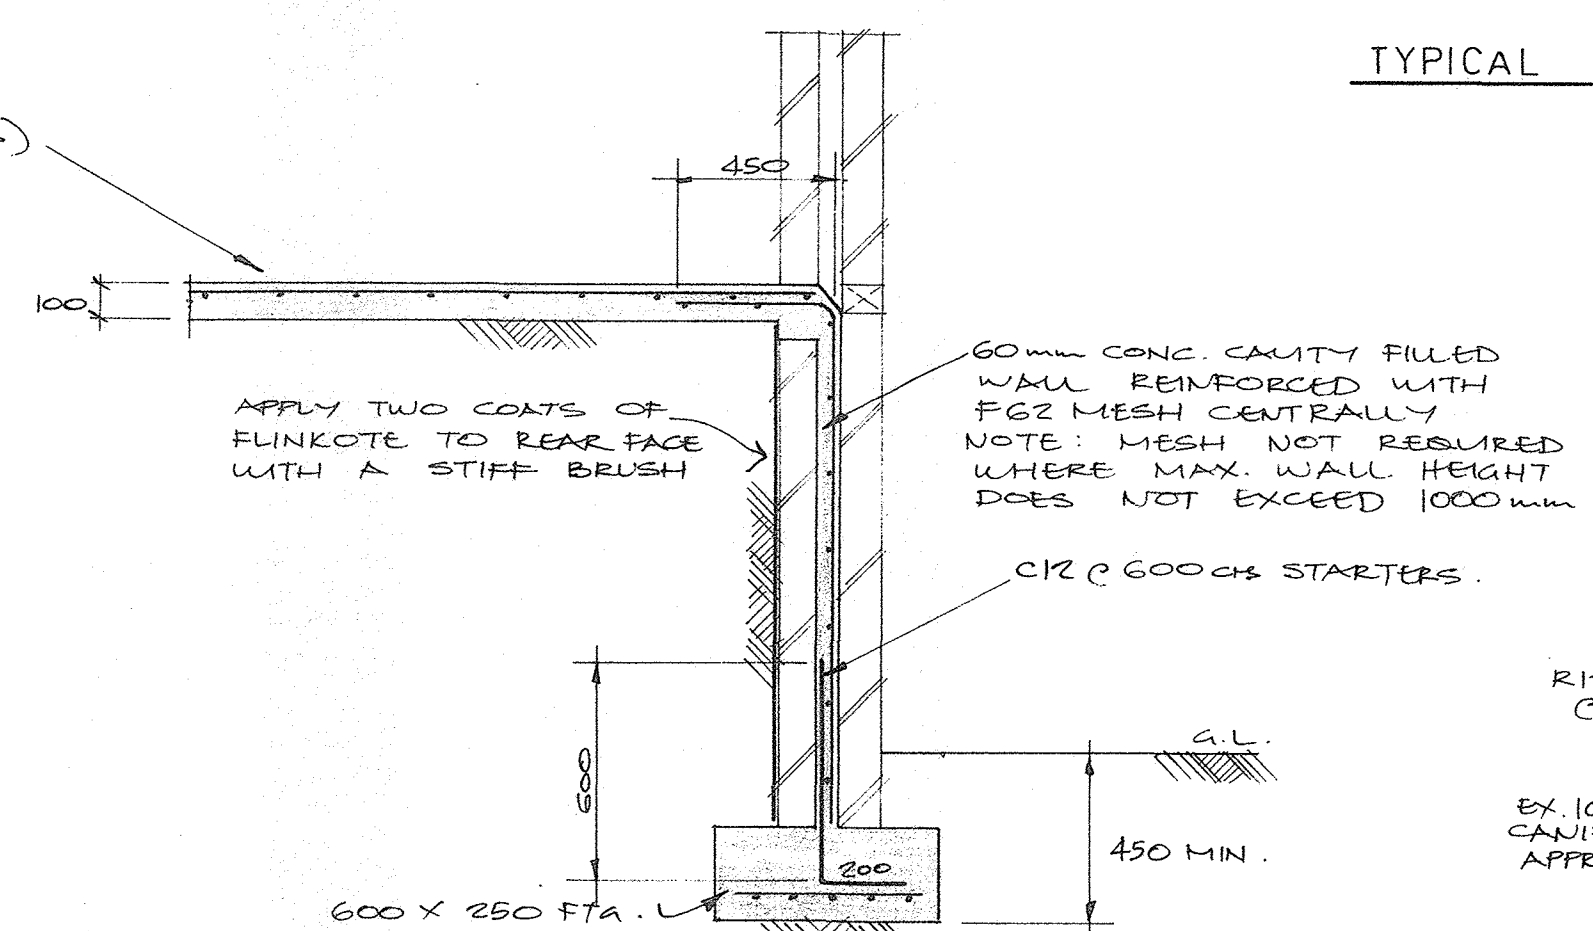 TYPICAL
450
100
60mm CONC. CAVITY FILLED
WALL REINFORCED WITH
F62 MESH CENTRALLY
NOTE: MESH NOT REQUIRED
WHERE MAX. WALL HEIGHT
DOES NOT EXCEED 1000mm
APPLY TWO COATS OF
FLINKOTE TO REAR FACE
WITH A STIFF BRUSH
C12 @ 600 CRS STARTERS.
G.L.
600
200
450 MIN.
600 X 250 FTG.